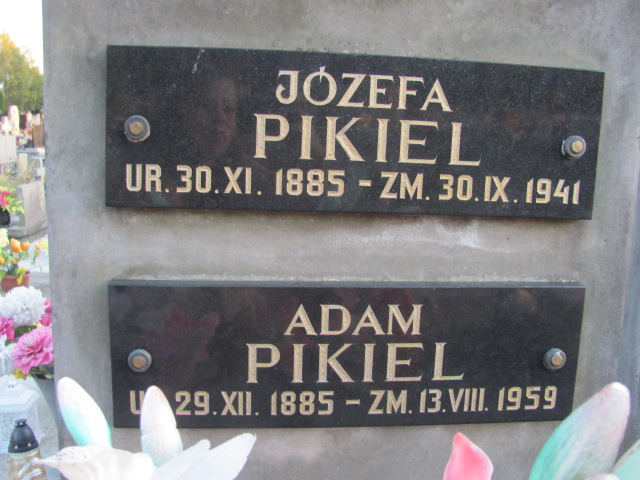 JÓZEFA
PIKIEL
UR. 30.XI. 1885 - ZM. 30.IX. 1941
ADAM
PIKIEL
UR. 29.XII. 1885 - ZM. 13.VIII. 1959